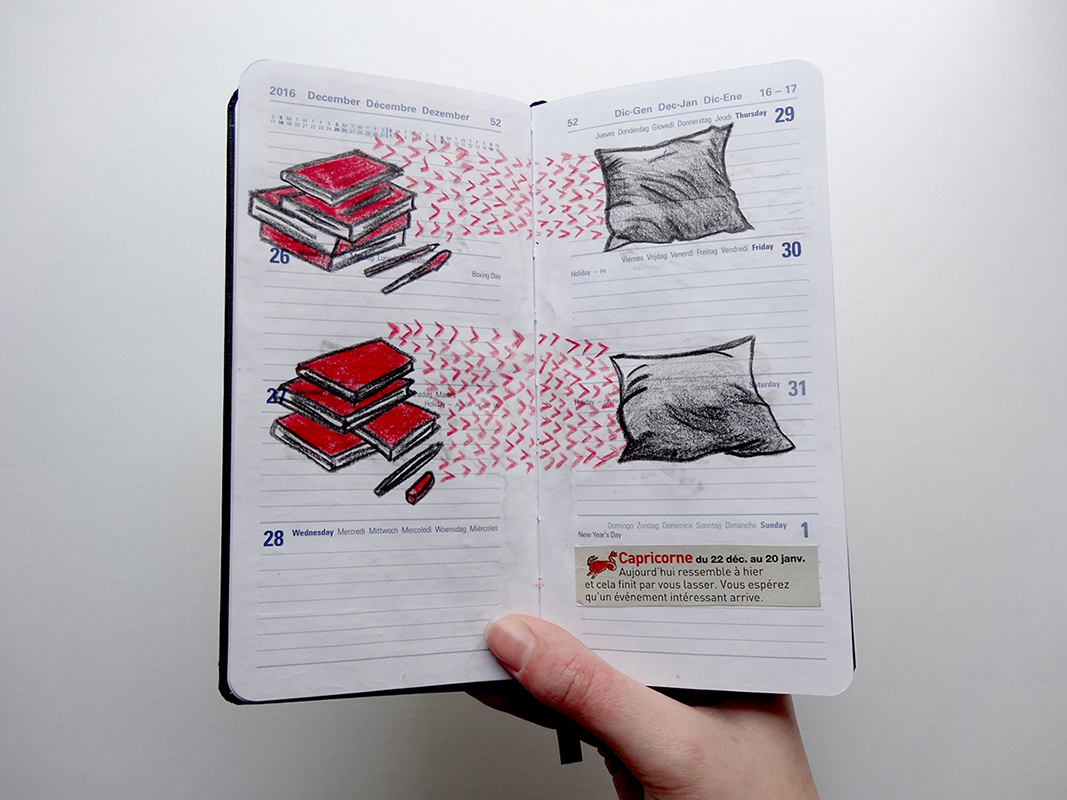 2016 December Décembre Dezember 52
26
Boxing Day
27
Holiday
28 Wednesday Mercredi Mittwoch Mercoledì Woensdag Miércoles
52 Dic-Gen Dec-Jan Dic-Ene 16 – 17
Jueves Donderdag Giovedì Donnerstag Jeudi Thursday 29
Viernes Vrijdag Venerdì Freitag Vendredi Friday 30
Holiday – PH
Saturday 31
Holiday
Domingo Zondag Domenica Sonntag Dimanche Sunday 1
New Year's Day
Capricorne du 22 déc. au 20 janv.
Aujourd'hui ressemble à hier
et cela finit par vous lasser. Vous espérez
qu'un événement intéressant arrive.